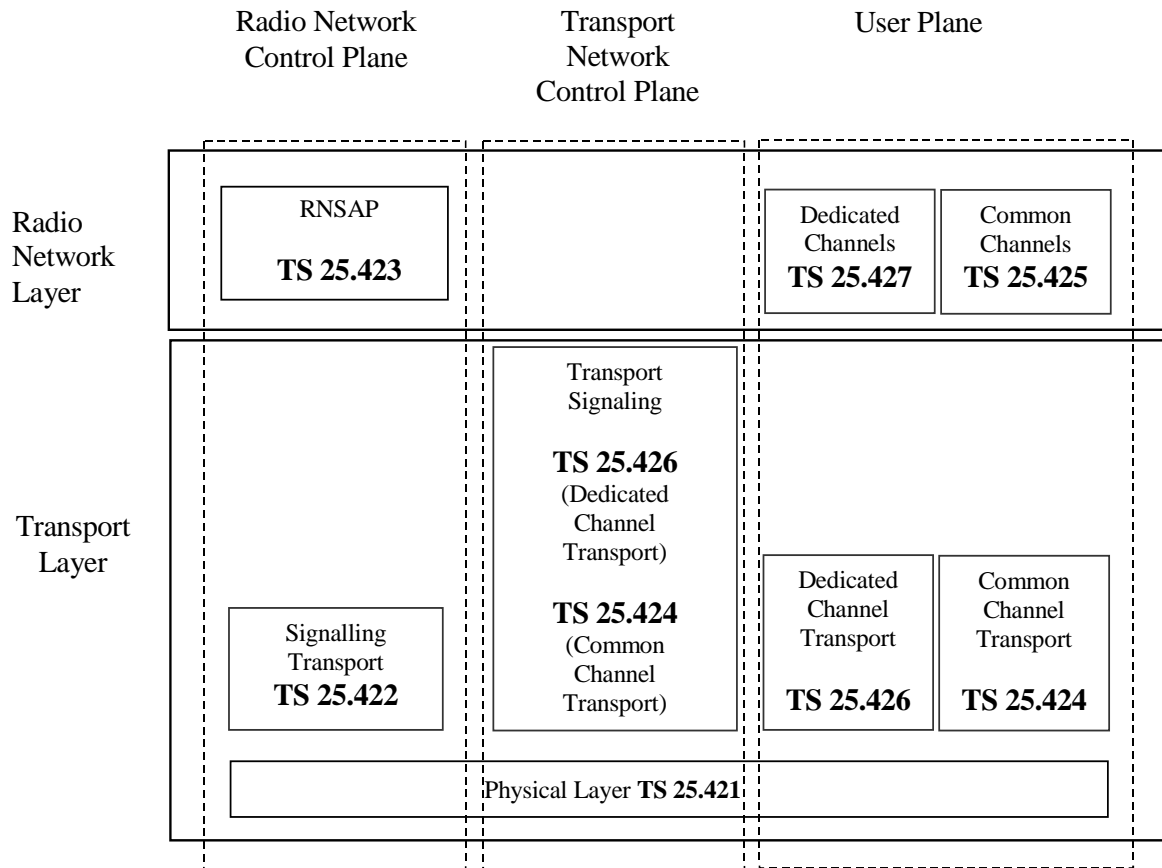 Radio Network
Control Plane
Transport
Network
Control Plane
User Plane
Radio
Network
Layer
RNSAP
TS 25.423
Dedicated
Channels
TS 25.427
Common
Channels
TS 25.425
Transport
Layer
Signalling
Transport
TS 25.422
Transport
Signaling
TS 25.426
(Dedicated
Channel
Transport)
TS 25.424
(Common
Channel
Transport)
Dedicated
Channel
Transport
TS 25.426
Common
Channel
Transport
TS 25.424
Physical Layer TS 25.421